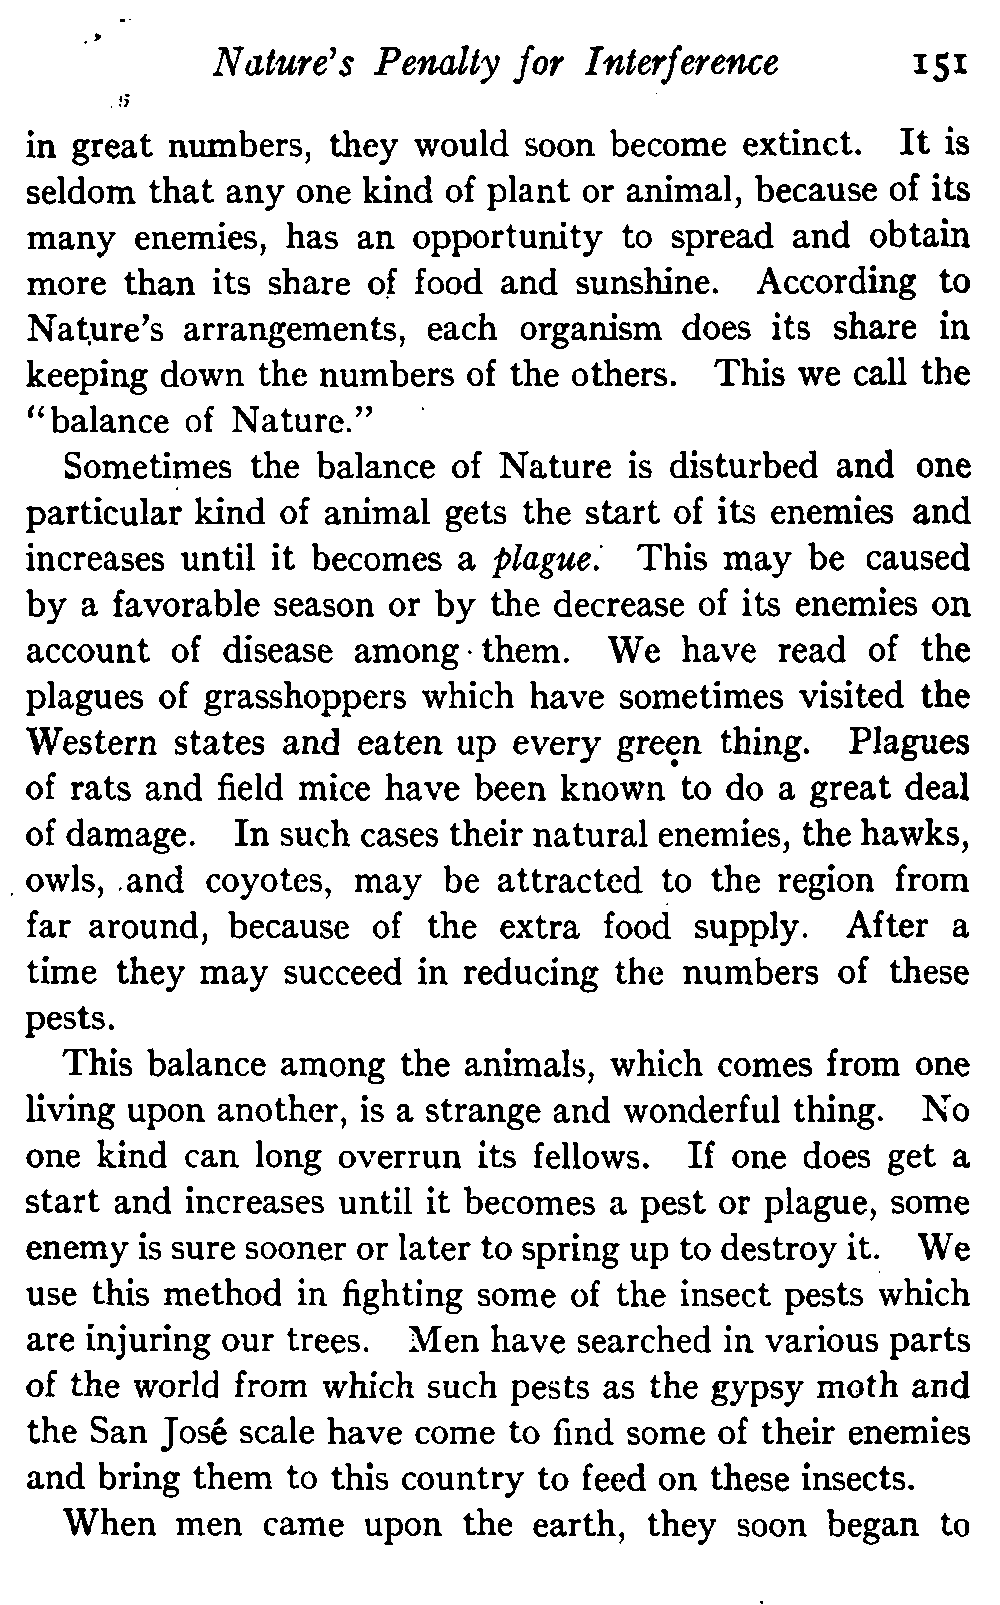 Nature's Penalty for Interference 151
in great numbers, they would soon become extinct. It is
seldom that any one kind of plant or animal, because of its
many enemies, has an opportunity to spread and obtain
more than its share of food and sunshine. According to
Nature's arrangements, each organism does its share in
keeping down the numbers of the others. This we call the
"balance of Nature."
Sometimes the balance of Nature is disturbed and one
particular kind of animal gets the start of its enemies and
increases until it becomes a plague. This may be caused
by a favorable season or by the decrease of its enemies on
account of disease among them. We have read of the
plagues of grasshoppers which have sometimes visited the
Western states and eaten up every green thing. Plagues
of rats and field mice have been known to do a great deal
of damage. In such cases their natural enemies, the hawks,
owls, and coyotes, may be attracted to the region from
far around, because of the extra food supply. After a
time they may succeed in reducing the numbers of these
pests.
This balance among the animals, which comes from one
living upon another, is a strange and wonderful thing. No
one kind can long overrun its fellows. If one does get a
start and increases until it becomes a pest or plague, some
enemy is sure sooner or later to spring up to destroy it. We
use this method in fighting some of the insect pests which
are injuring our trees. Men have searched in various parts
of the world from which such pests as the gypsy moth and
the San José scale have come to find some of their enemies
and bring them to this country to feed on these insects.
When men came upon the earth, they soon began to